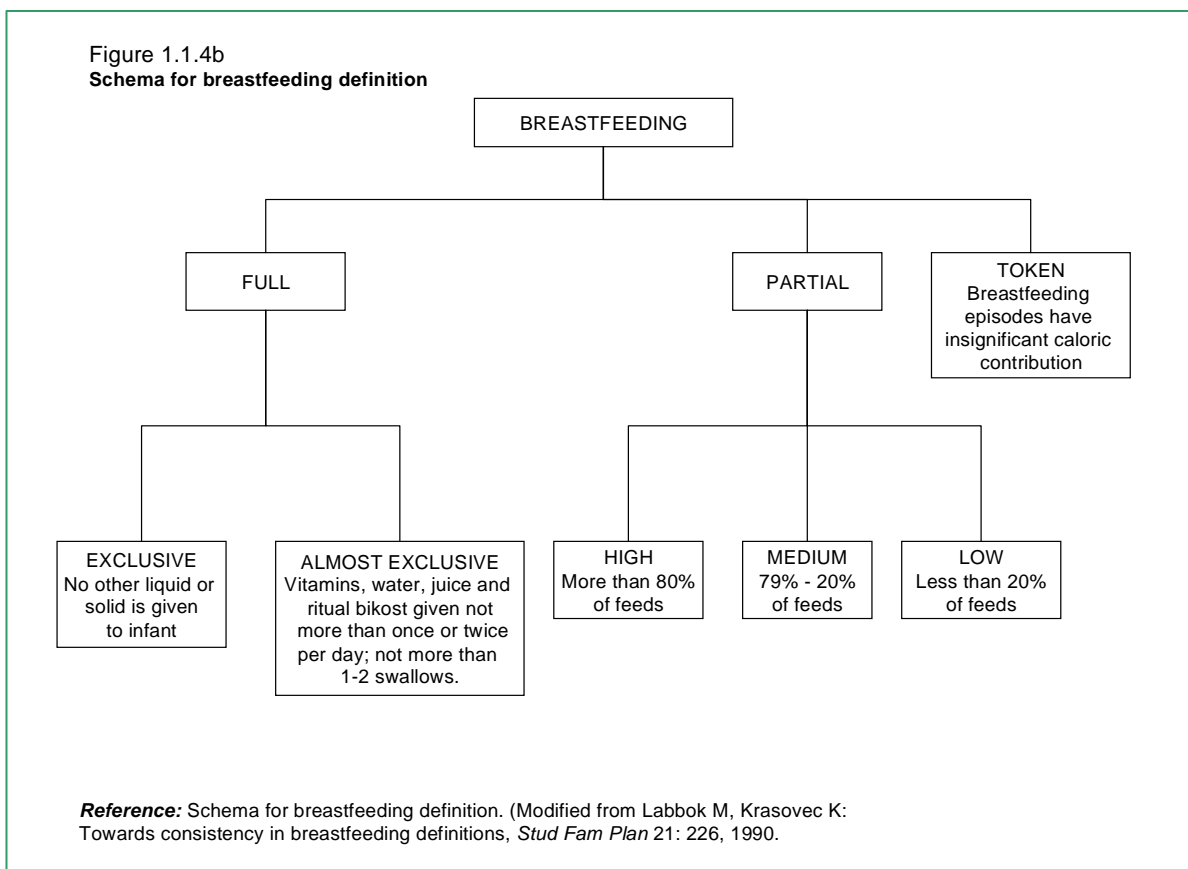 Figure 1.1.4b
Schema for breastfeeding definition
BREASTFEEDING
FULL
PARTIAL
TOKEN
Breastfeeding
episodes have
insignificant caloric
contribution
EXCLUSIVE
No other liquid or
solid is given
to infant
ALMOST EXCLUSIVE
Vitamins, water, juice and
ritual bikost given not
more than once or twice
per day; not more than
1-2 swallows.
HIGH
More than 80%
of feeds
MEDIUM
79% - 20%
of feeds
LOW
Less than 20%
of feeds
Reference: Schema for breastfeeding definition. (Modified from Labbok M, Krasovec K:
Towards consistency in breastfeeding definitions, Stud Fam Plan 21: 226, 1990.